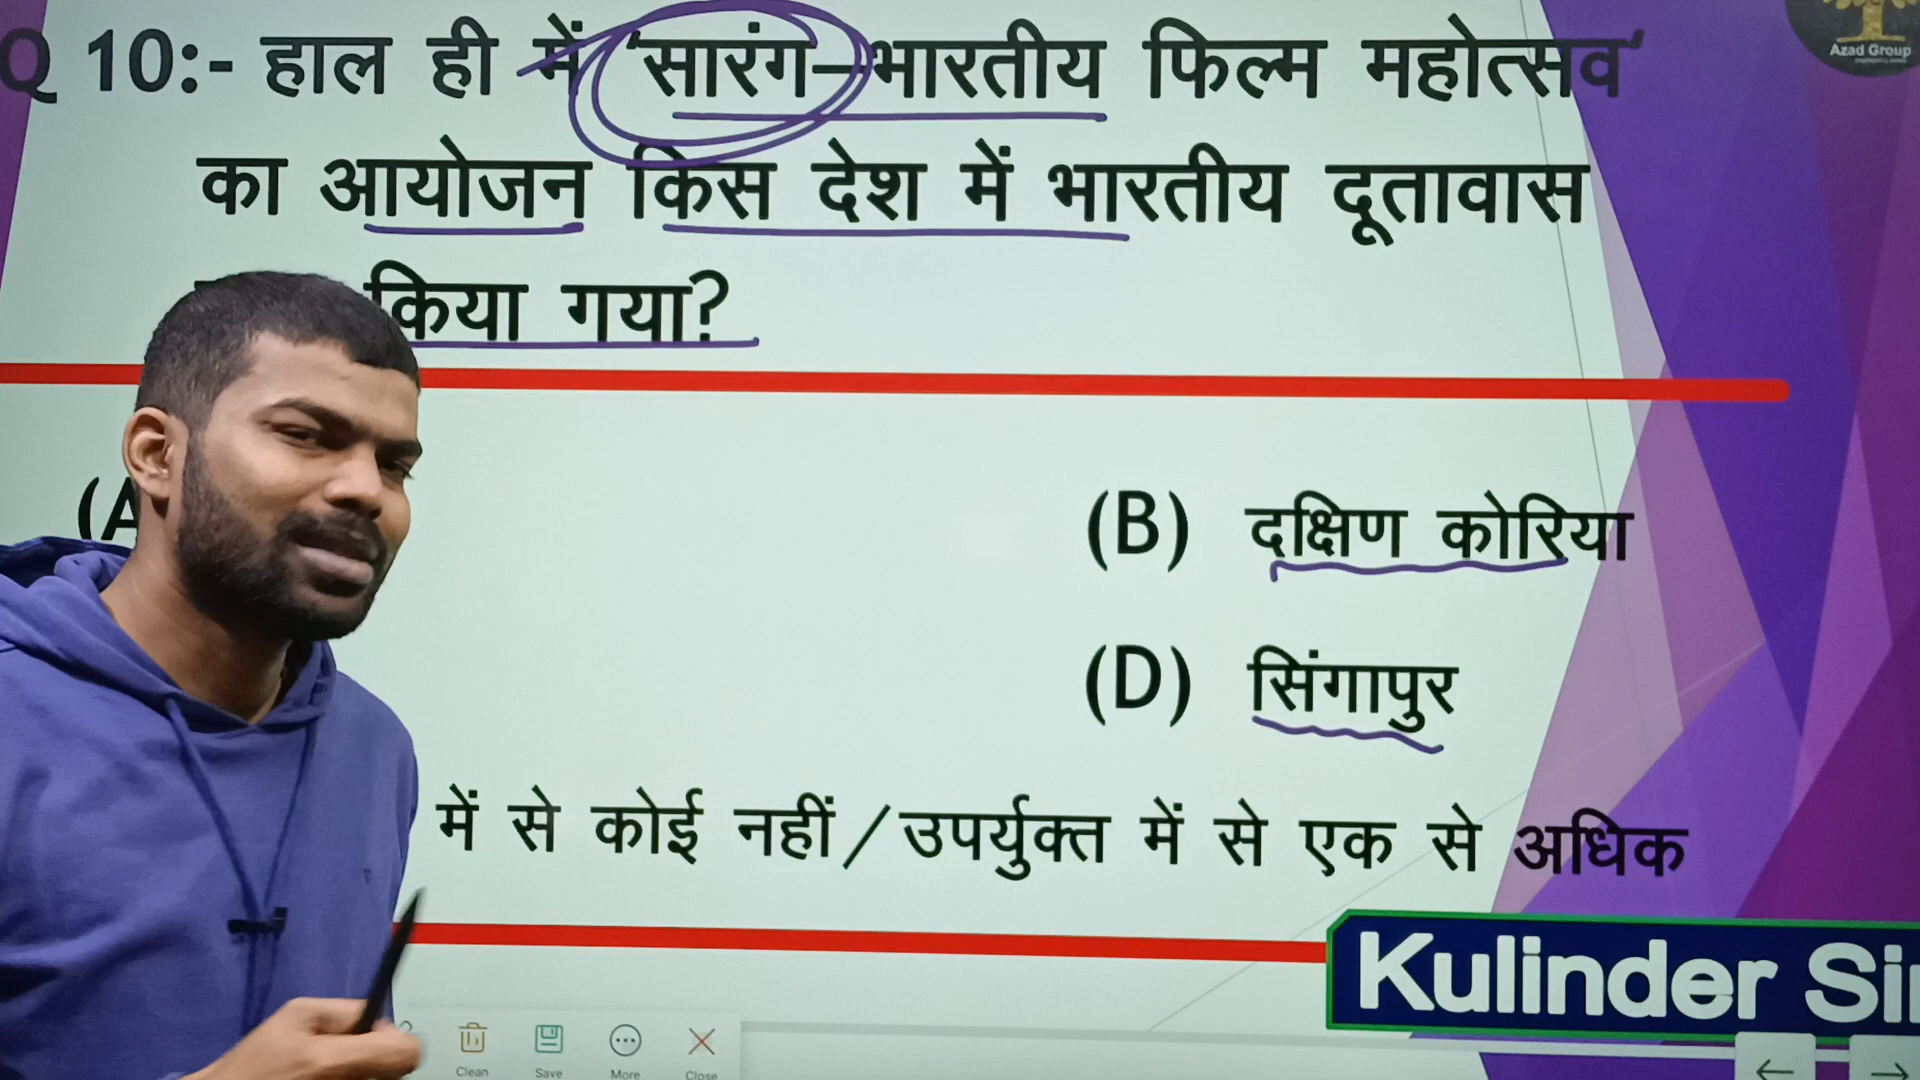 Q 10:- हाल ही में 'सारंग–भारतीय फिल्म महोत्सव'
का आयोजन किस देश में भारतीय दूतावास
किया गया?
(A
(B) दक्षिण कोरिया
(D) सिंगापुर
में से कोई नहीं/उपर्युक्त में से एक से अधिक
Kulinder
Azad Group
Clean Save More Close